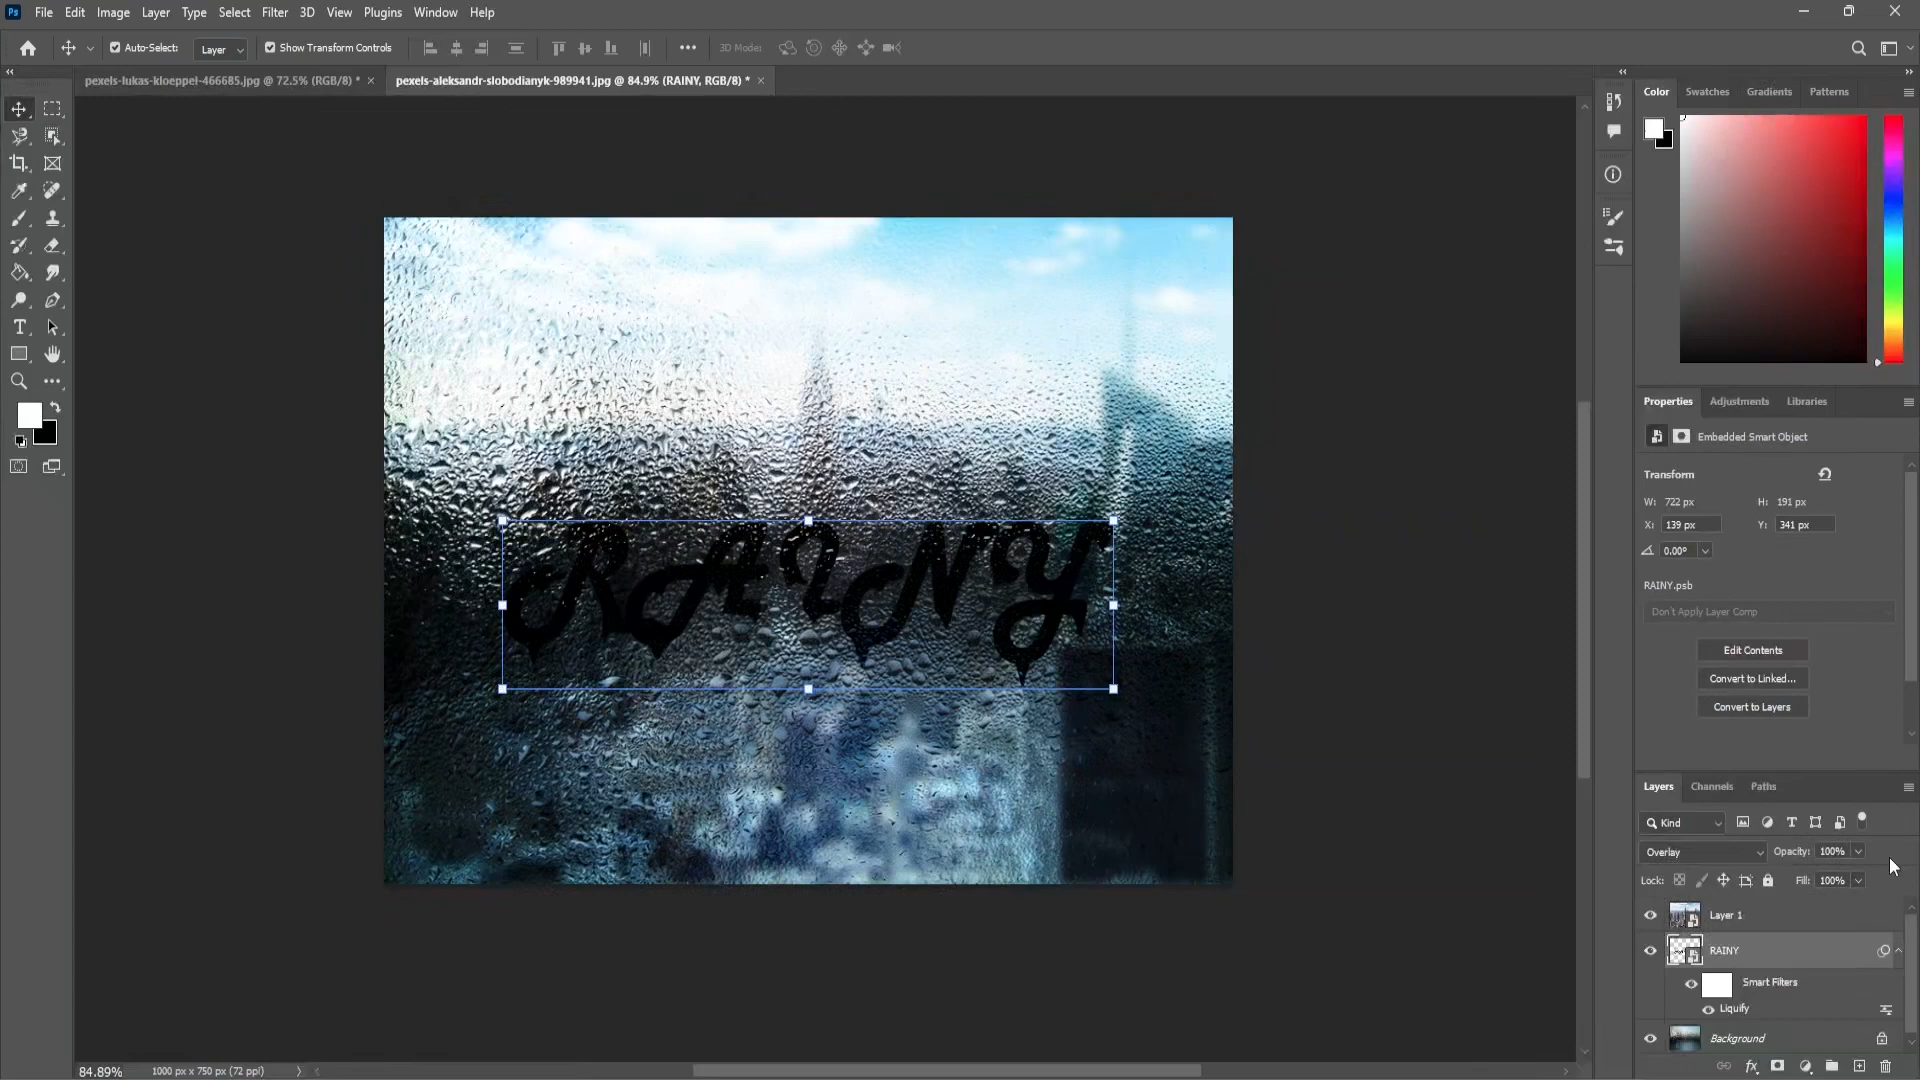 Ps File Edit Image Layer Type Select Filter 3D View Plugins Window Help
Auto-Select: Layer Show Transform Controls 3D Mode:
pexels-lukas-kloeppel-466685.jpg @ 72.5% (RGB/8) * × pexels-aleksandr-slobodianyk-989941.jpg @ 84.9% (RAINY, RGB/8) * ×
RAINY
84.89% 1000 px x 750 px (72 ppi)
Color Swatches Gradients Patterns
Properties Adjustments Libraries
Embedded Smart Object
Transform
W: 722 px H: 191 px
X: 139 px Y: 341 px
0.00°
RAINY.psb
Don't Apply Layer Comp
Edit Contents
Convert to Linked...
Convert to Layers
Layers Channels Paths
Kind
Overlay Opacity: 100%
Lock: Fill: 100%
Layer 1
RAINY
Smart Filters
Liquify
Background